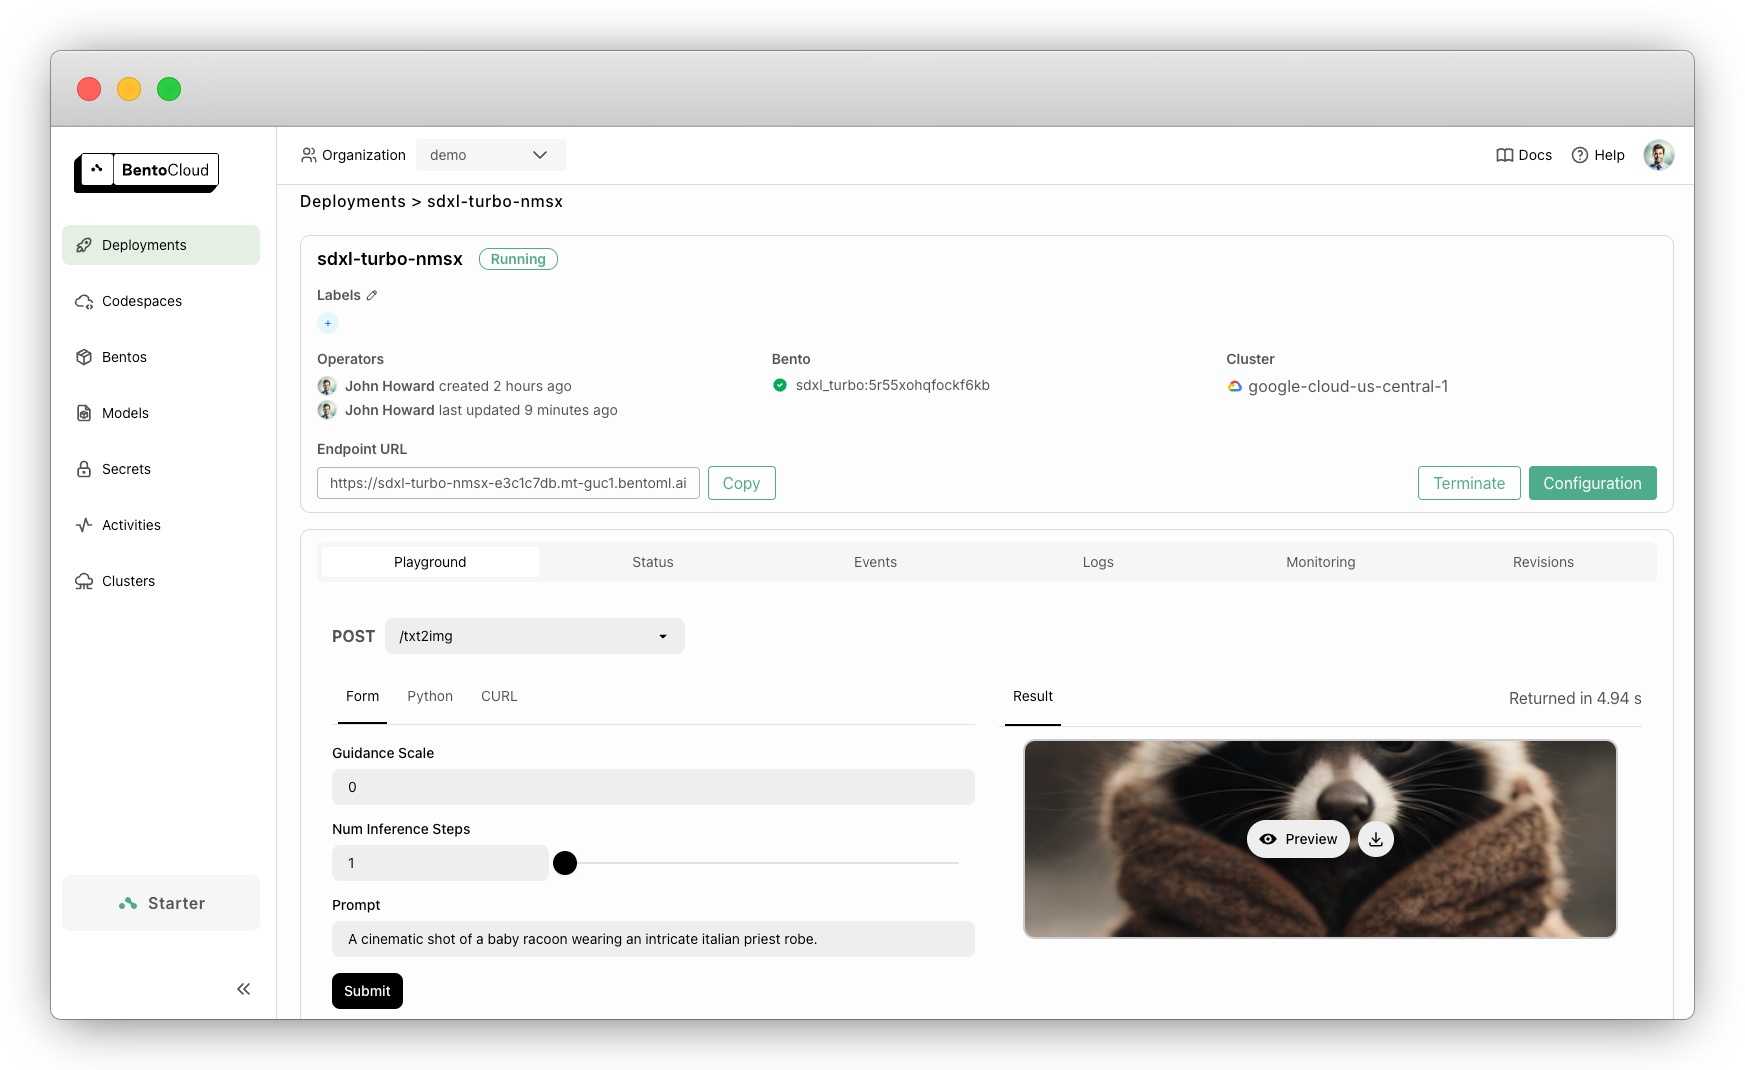 BentoCloud
Organization
demo
Docs
Help
Deployments > sdxl-turbo-nmsx
Deployments
Codespaces
Bentos
Models
Secrets
Activities
Clusters
Starter
sdxl-turbo-nmsx
Running
Labels
+
Operators
John Howard created 2 hours ago
John Howard last updated 9 minutes ago
Bento
sdxl_turbo:5r55xohqfockf6kb
Cluster
google-cloud-us-central-1
Endpoint URL
https://sdxl-turbo-nmsx-e3c1c7db.mt-guc1.bentoml.ai
Copy
Terminate
Configuration
Playground
Status
Events
Logs
Monitoring
Revisions
POST
/txt2img
Form
Python
CURL
Guidance Scale
0
Num Inference Steps
1
Prompt
A cinematic shot of a baby racoon wearing an intricate italian priest robe.
Submit
Result
Returned in 4.94 s
Preview